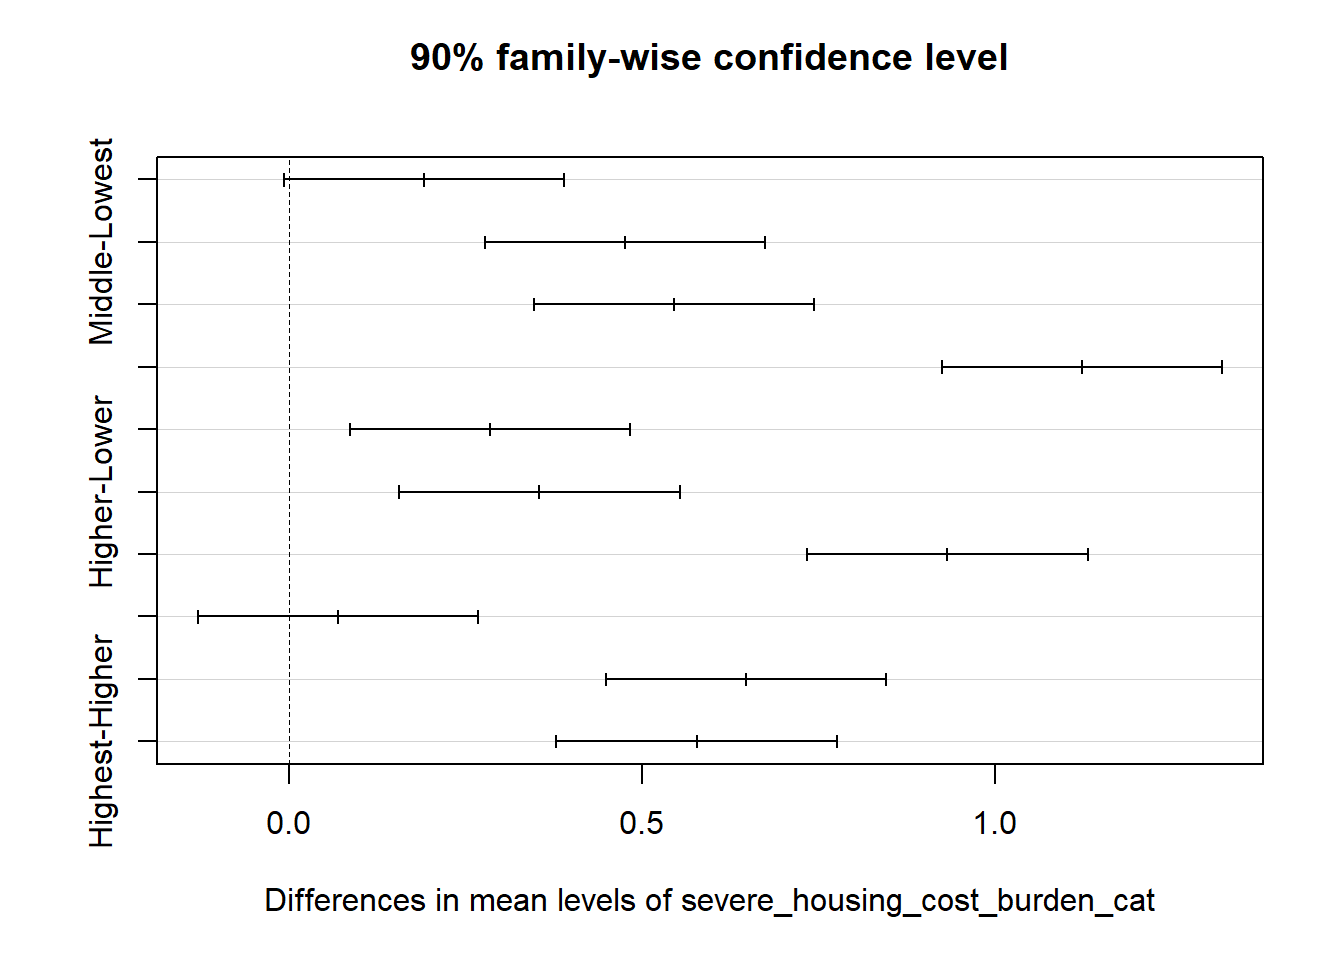 90% family-wise confidence level
Middle-Lowest
Higher-Lower
Highest-Higher
0.0 0.5 1.0
Differences in mean levels of severe_housing_cost_burden_cat